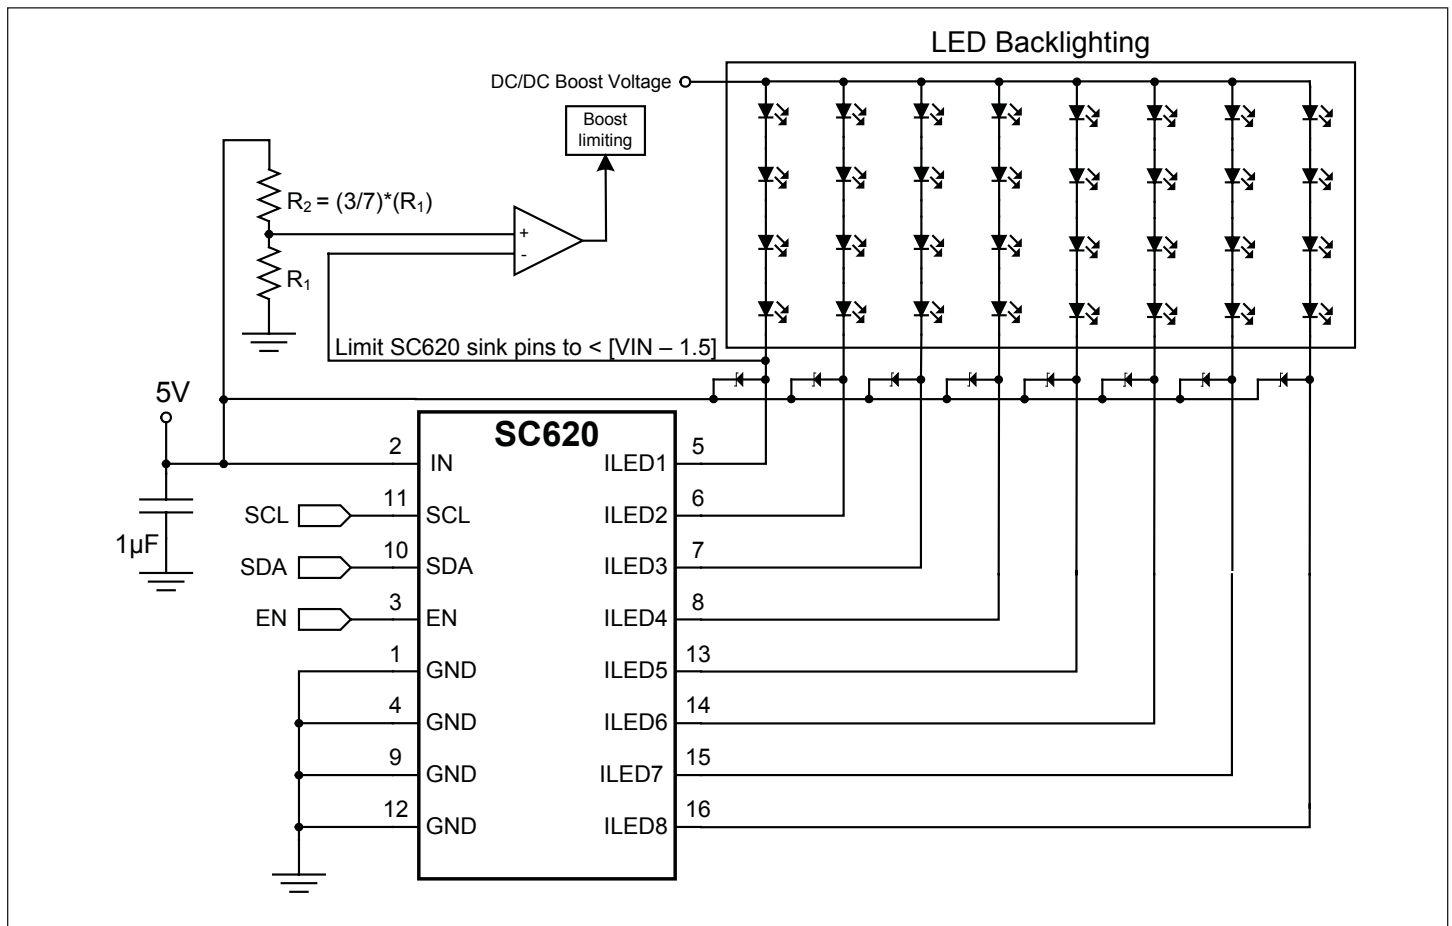 LED Backlighting
DC/DC Boost Voltage
Boost
limiting
R2 = (3/7)*(R1)
+
-
R1
Limit SC620 sink pins to < [VIN – 1.5]
5V
1µF
SC620
2 IN
ILED1 5
SCL 11 SCL
ILED2 6
SDA 10 SDA
ILED3 7
EN 3 EN
ILED4 8
1 GND
ILED5 13
4 GND
ILED6 14
9 GND
ILED7 15
12 GND
ILED8 16